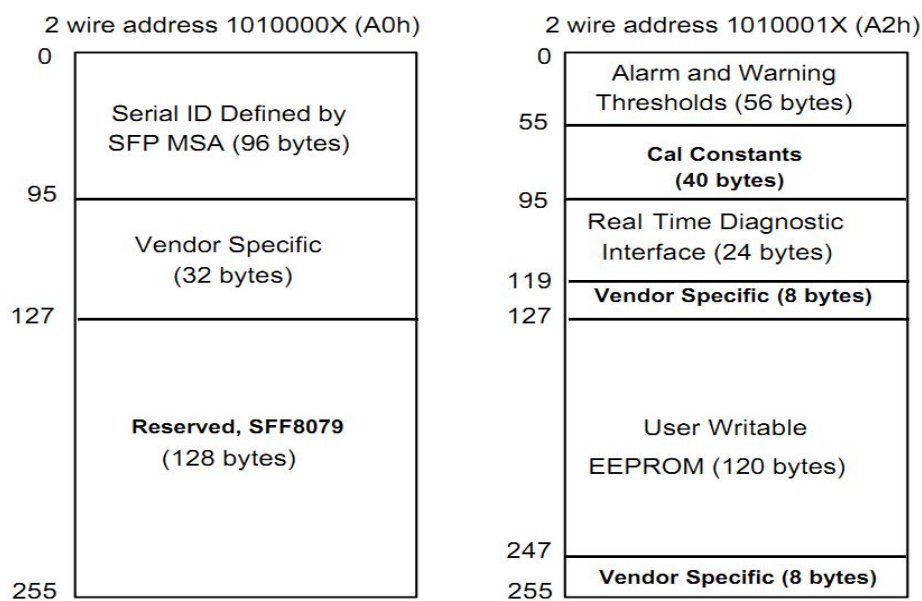 2 wire address 1010000X (A0h)
0
Serial ID Defined by
SFP MSA (96 bytes)
95
Vendor Specific
(32 bytes)
127
Reserved, SFF8079
(128 bytes)
255
2 wire address 1010001X (A2h)
0
Alarm and Warning
Thresholds (56 bytes)
55
Cal Constants
(40 bytes)
95
Real Time Diagnostic
Interface (24 bytes)
119
Vendor Specific (8 bytes)
127
User Writable
EEPROM (120 bytes)
247
Vendor Specific (8 bytes)
255